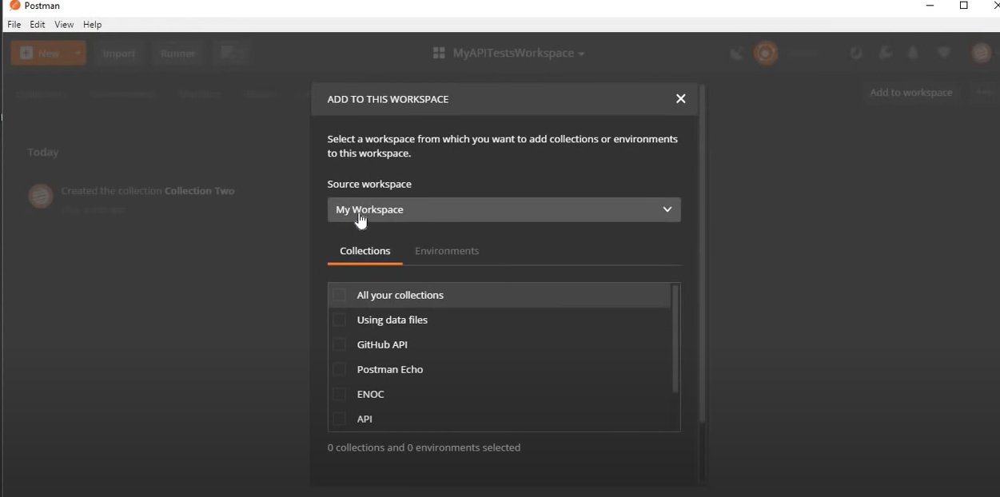 Postman
File Edit View Help
New Import Runner
MyAPITestsWorkspace
Add to workspace
ADD TO THIS WORKSPACE
Select a workspace from which you want to add collections or environments
to this workspace.
Today
Source workspace
Created the collection Collection Two
My Workspace
Collections Environments
All your collections
Using data files
GitHub API
Postman Echo
ENOC
API
0 collections and 0 environments selected